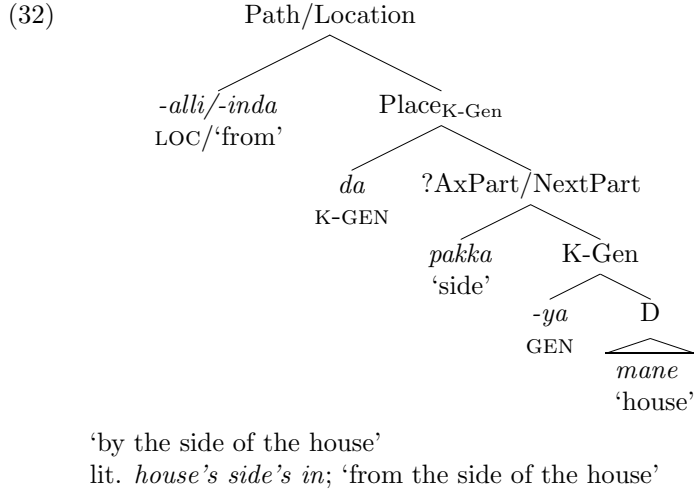 (32) Path/Location
-alli/-inda Place_K-Gen
LOC/‘from’
da ?AxPart/NextPart
K-GEN
pakka K-Gen
‘side’
-ya D
GEN
mane
‘house’
‘by the side of the house’
lit. house's side's in; ‘from the side of the house’